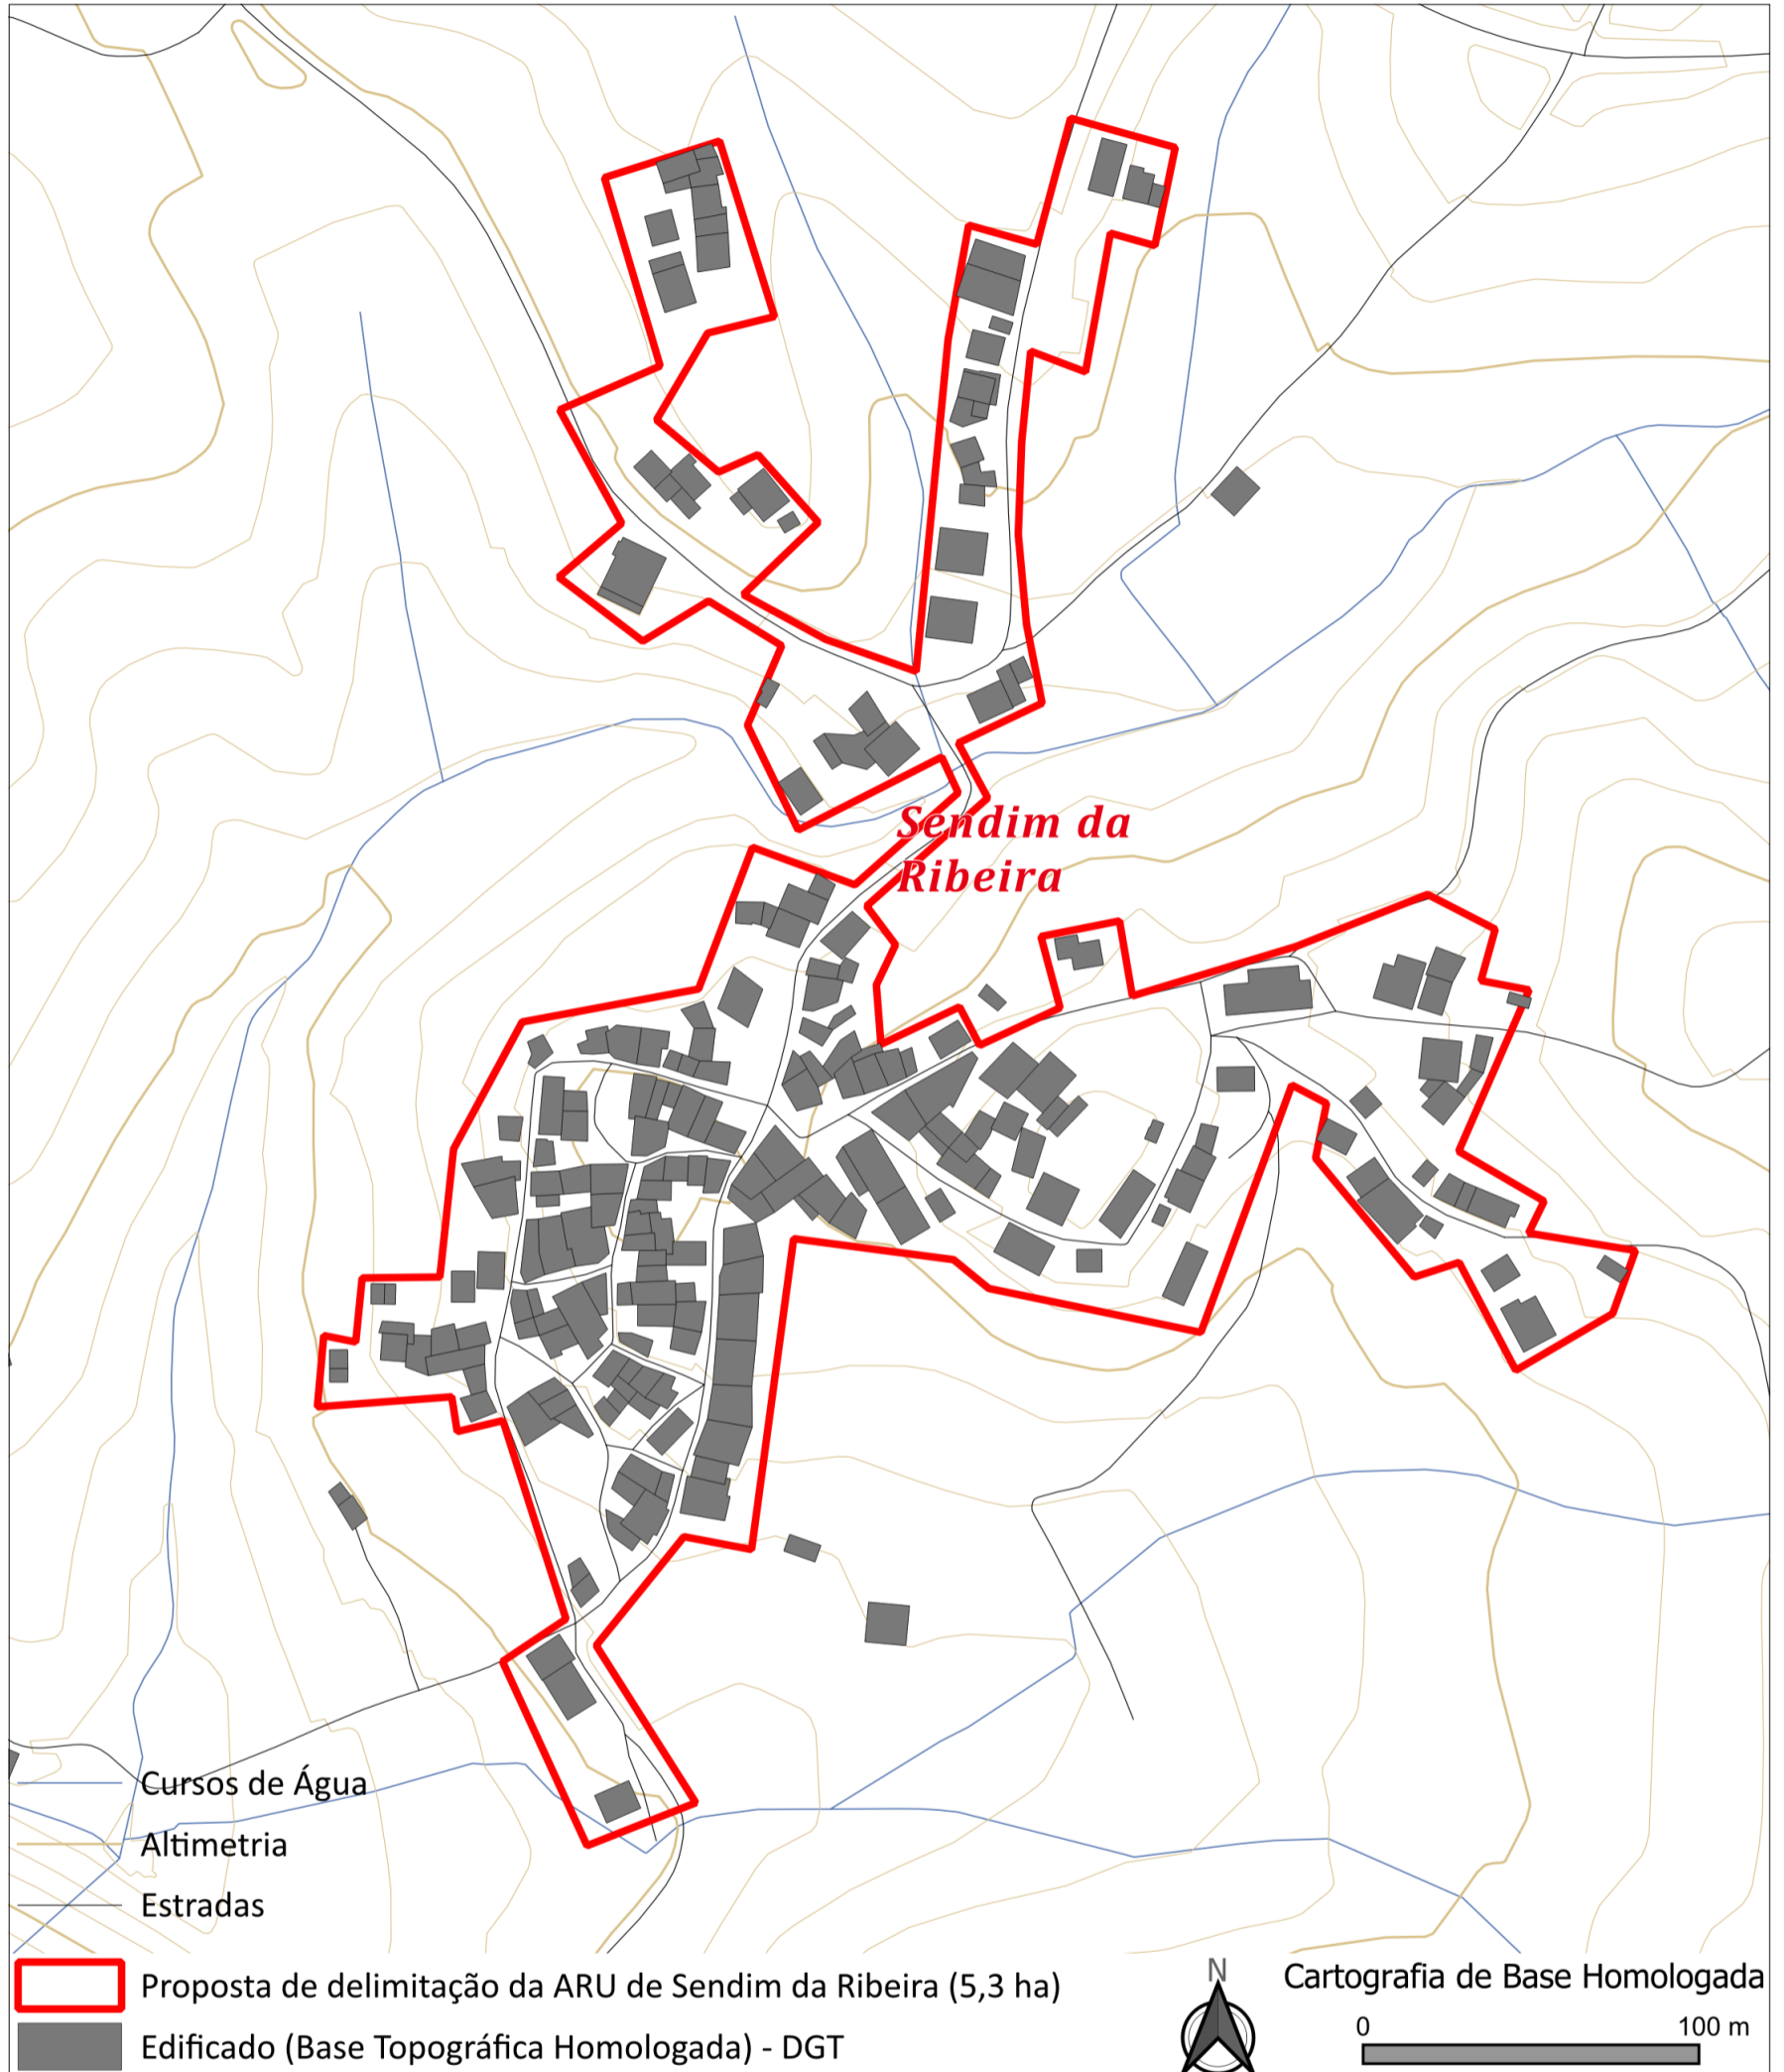 Sendim da
Ribeira
Cursos de Água
Altimetria
Estradas
Proposta de delimitação da ARU de Sendim da Ribeira (5,3 ha)
Edificado (Base Topográfica Homologada) - DGT
N
Cartografia de Base Homologada
0 100 m